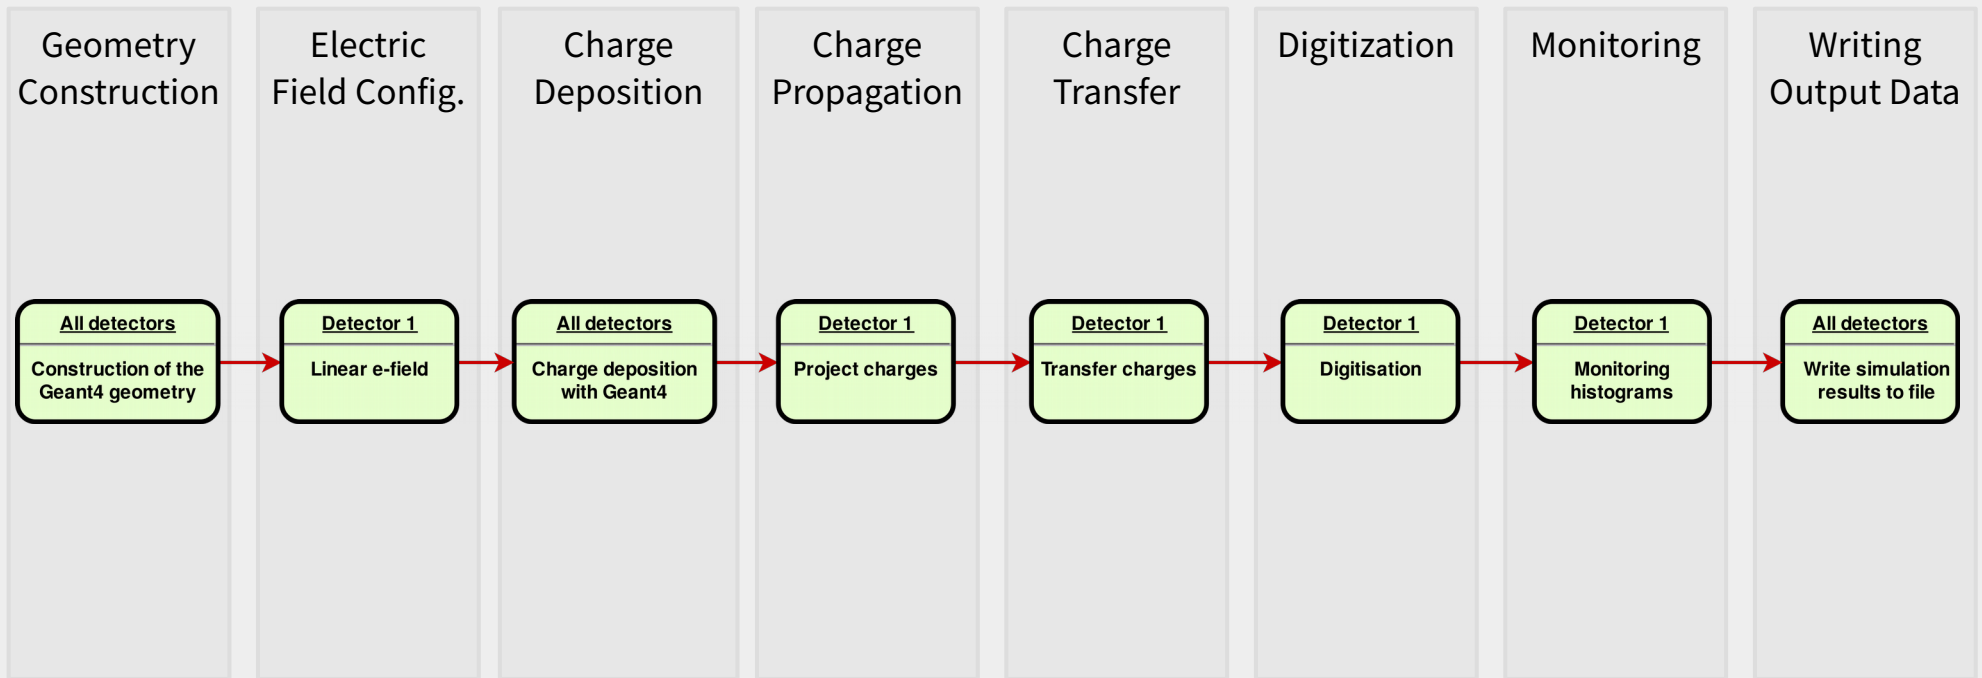 Geometry
Construction
Electric
Field Config.
Charge
Deposition
Charge
Propagation
Charge
Transfer
Digitization
Monitoring
Writing
Output Data
All detectors
Construction of the
Geant4 geometry
Detector 1
Linear e-field
All detectors
Charge deposition
with Geant4
Detector 1
Project charges
Detector 1
Transfer charges
Detector 1
Digitisation
Detector 1
Monitoring
histograms
All detectors
Write simulation
results to file